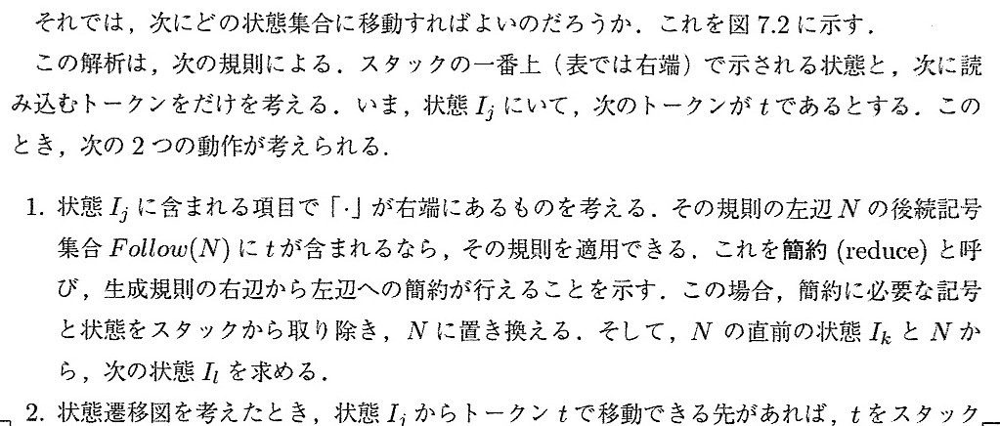 それでは，次にどの状態集合に移動すればよいのだろうか．これを図 7.2 に示す．
この解析は，次の規則による．スタックの一番上（表では右端）で示される状態と，次に読
み込むトークンをだけを考える．いま，状態 Ij にいて，次のトークンが t であるとする．この
とき，次の 2 つの動作が考えられる．
1. 状態 Ij に含まれる項目で「·」が右端にあるものを考える．その規則の左辺 N の後続記号
集合 Follow(N) に t が含まれるなら，その規則を適用できる．これを簡約 (reduce) と呼
び，生成規則の右辺から左辺への簡約が行えることを示す．この場合，簡約に必要な記号
と状態をスタックから取り除き，N に置き換える．そして，N の直前の状態 Ik と N か
ら，次の状態 Il を求める．
2. 状態遷移図を考えたとき，状態 Ij からトークン t で移動できる先があれば，t をスタック